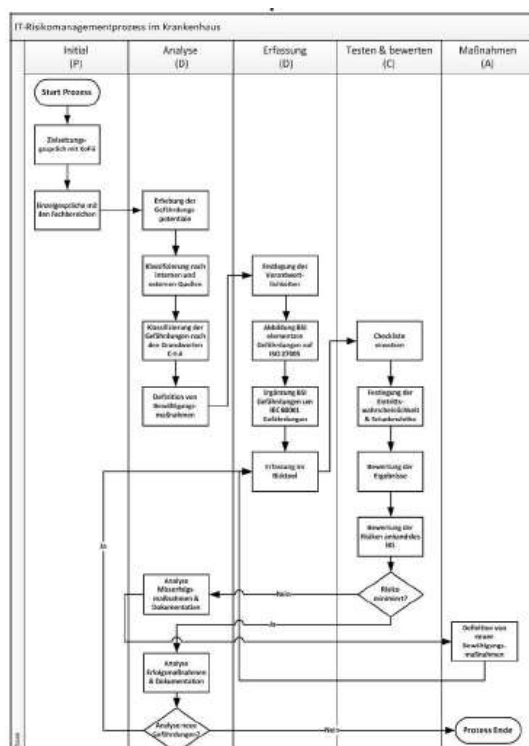 IT-Risikomanagementprozess im Krankenhaus
Initial
(P)
Analyse
(D)
Erfassung
(D)
Testen & bewerten
(C)
Maßnahmen
(A)
Start Prozess
Zielsetzungs-
gespräch mit
Einzelgespräche mit
den Fachbereichen
Erhebung der
Gefährdungs
potentiale
Klassifizierung nach
internen und
externen Quellen
Klassifizierung der
Gefährdungen nach
den Grundwerten
C-I-A
Definition von
Bewältigungs-
maßnahmen
Festlegung der
Verantwort-
lichkeiten
Abbildung BSI
elementare
Gefährdungen auf
ISO 27005
Ergänzung BSI
Gefährdungen um
IEC 80001
Gefährdungen
Erfassung im
Risktool
Checkliste
einsetzen
Festlegung der
Eintritts-
wahrscheinlichkeit
& Schadenshöhe
Bewertung der
Ergebnisse
Bewertung der
Risiken anhand des
Risiko
minimiert?
Nein
Ja
Analyse
Misserfolgs-
maßnahmen &
Dokumentation
Definition von
neuen
Bewältigungs-
maßnahmen
Analyse
Erfolgsmaßnahmen
& Dokumentation
Analyse neue
Gefährdungen?
Ja
Nein
Prozess Ende